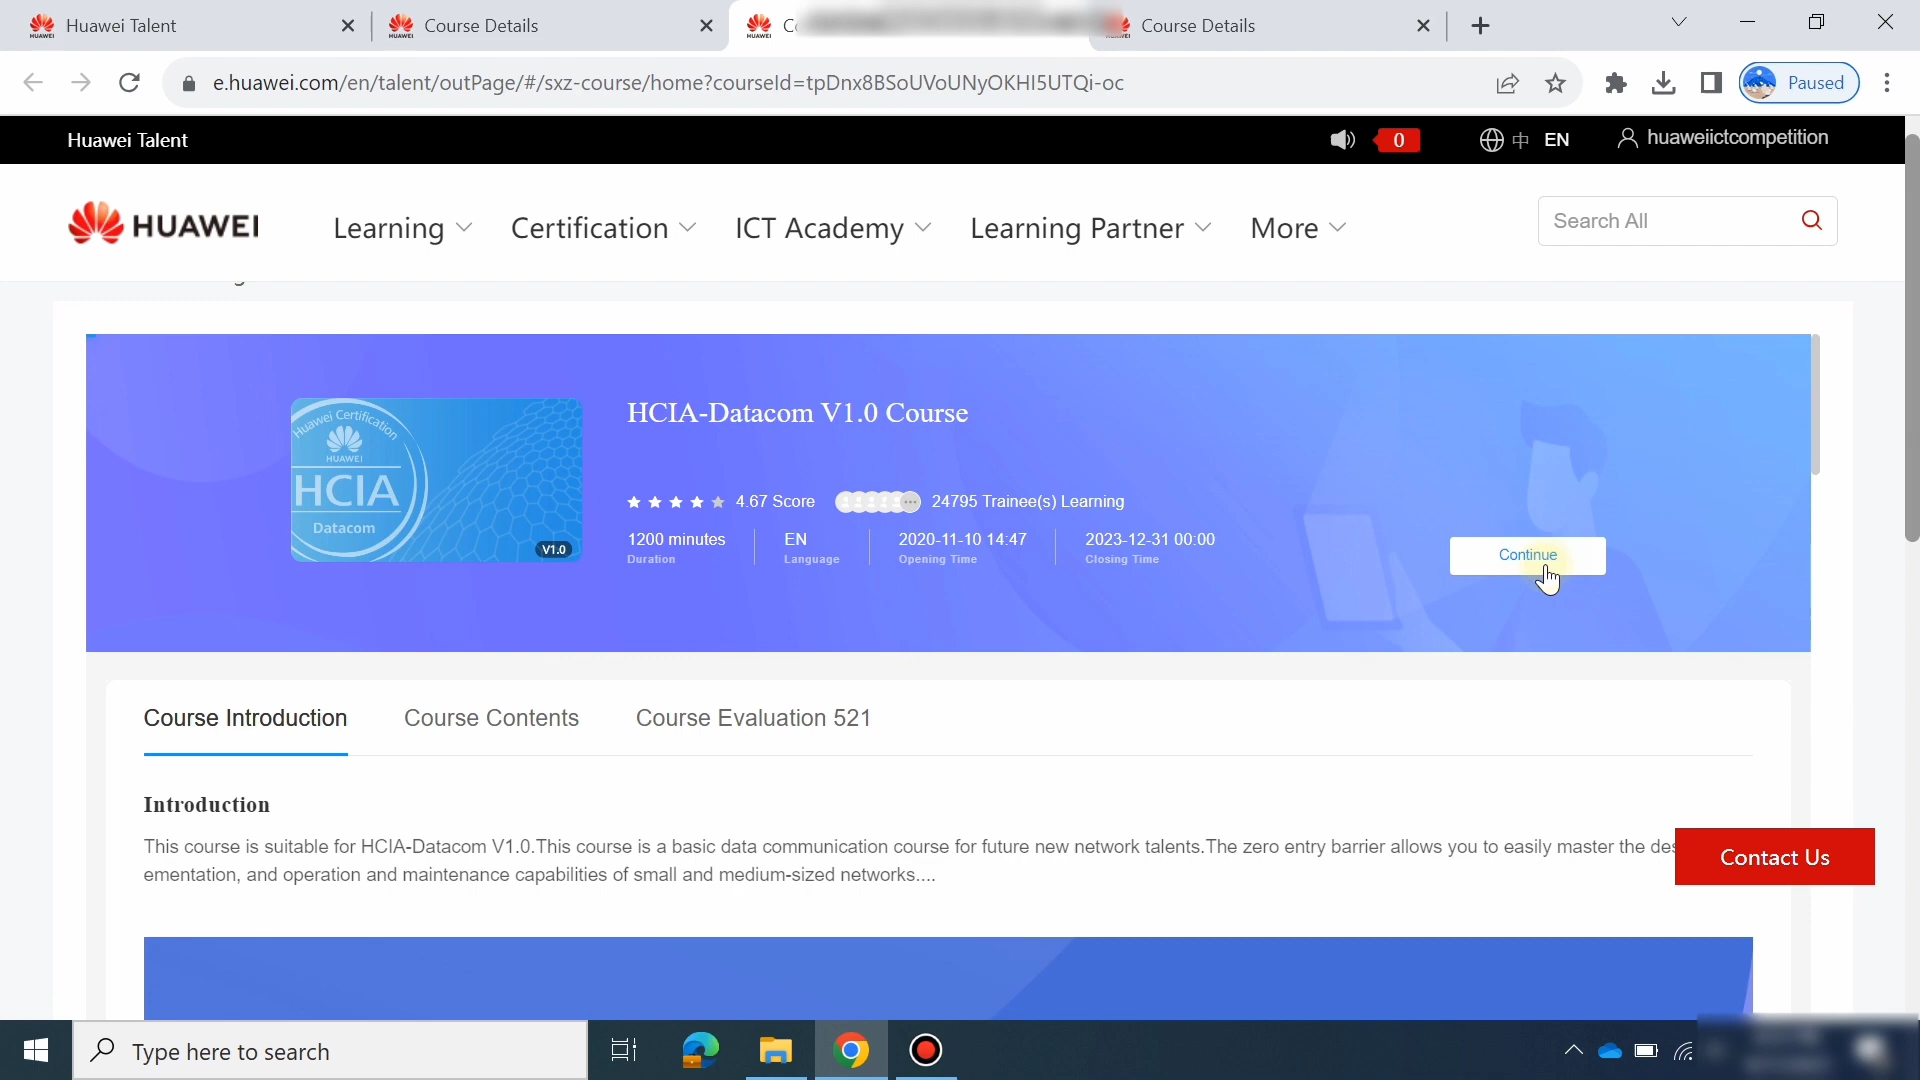 Huawei Talent
Course Details
Course Details
e.huawei.com/en/talent/outPage/#/sxz-course/home?courseId=tpDnx8BSoUVoUNyOKHI5UTQi-oc
Paused
Huawei Talent
0
中 EN
huaweiictcompetition
HUAWEI
Learning
Certification
ICT Academy
Learning Partner
More
Search All
Huawei Certification
HUAWEI
HCIA
Datacom
V1.0
HCIA-Datacom V1.0 Course
4.67 Score
24795 Trainee(s) Learning
1200 minutes
Duration
EN
Language
2020-11-10 14:47
Opening Time
2023-12-31 00:00
Closing Time
Continue
Course Introduction
Course Contents
Course Evaluation 521
Introduction
This course is suitable for HCIA-Datacom V1.0.This course is a basic data communication course for future new network talents.The zero entry barrier allows you to easily master the des
ementation, and operation and maintenance capabilities of small and medium-sized networks....
Contact Us
Type here to search